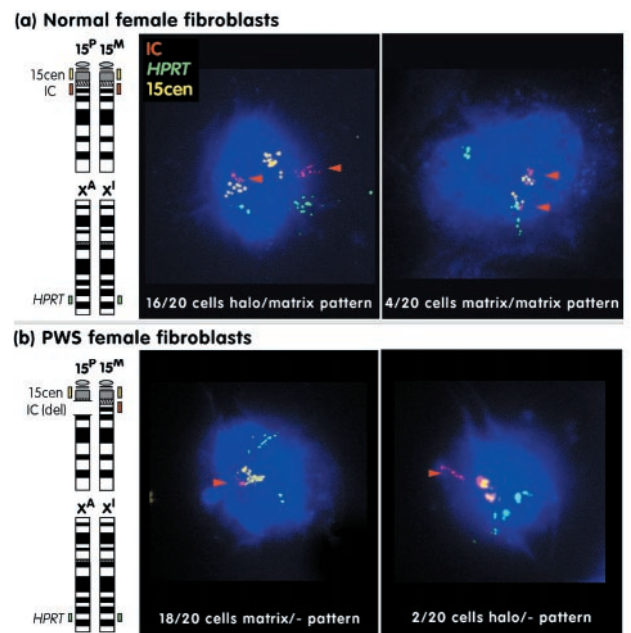 (a) Normal female fibroblasts
15ᴾ 15ᴹ
15cen
IC
IC
HPRT
15cen
Xᴬ Xᴵ
HPRT
16/20 cells halo/matrix pattern
4/20 cells matrix/matrix pattern
(b) PWS female fibroblasts
15ᴾ 15ᴹ
15cen
IC (del)
Xᴬ Xᴵ
HPRT
18/20 cells matrix/- pattern
2/20 cells halo/- pattern